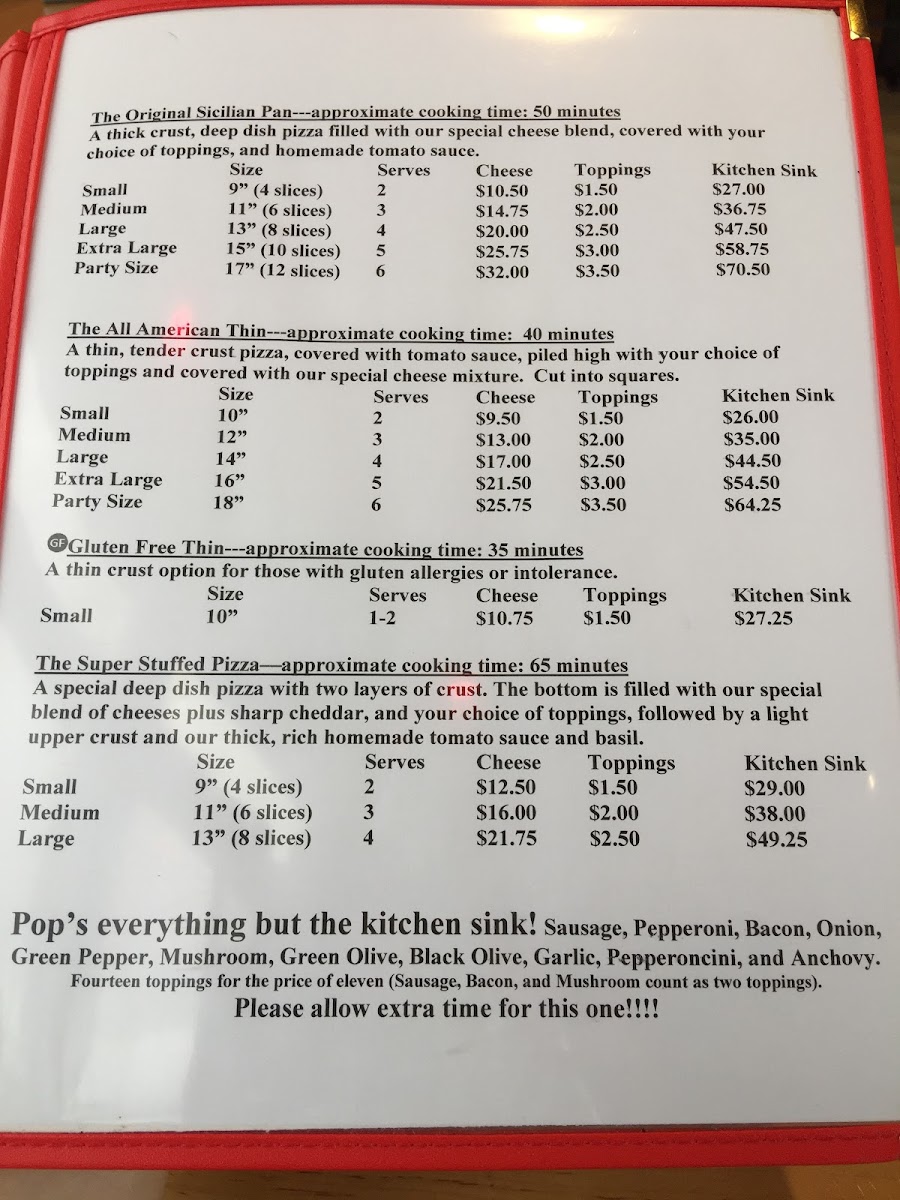 The Original Sicilian Pan---approximate cooking time: 50 minutes
A thick crust, deep dish pizza filled with our special cheese blend, covered with your
choice of toppings, and homemade tomato sauce.
Size Serves Cheese Toppings Kitchen Sink
Small 9” (4 slices) 2 $10.50 $1.50 $27.00
Medium 11” (6 slices) 3 $14.75 $2.00 $36.75
Large 13” (8 slices) 4 $20.00 $2.50 $47.50
Extra Large 15” (10 slices) 5 $25.75 $3.00 $58.75
Party Size 17” (12 slices) 6 $32.00 $3.50 $70.50
The All American Thin---approximate cooking time: 40 minutes
A thin, tender crust pizza, covered with tomato sauce, piled high with your choice of
toppings and covered with our special cheese mixture. Cut into squares.
Size Serves Cheese Toppings Kitchen Sink
Small 10” 2 $9.50 $1.50 $26.00
Medium 12” 3 $13.00 $2.00 $35.00
Large 14” 4 $17.00 $2.50 $44.50
Extra Large 16” 5 $21.50 $3.00 $54.50
Party Size 18” 6 $25.75 $3.50 $64.25
GF Gluten Free Thin---approximate cooking time: 35 minutes
A thin crust option for those with gluten allergies or intolerance.
Size Serves Cheese Toppings Kitchen Sink
Small 10” 1-2 $10.75 $1.50 $27.25
The Super Stuffed Pizza—approximate cooking time: 65 minutes
A special deep dish pizza with two layers of crust. The bottom is filled with our special
blend of cheeses plus sharp cheddar, and your choice of toppings, followed by a light
upper crust and our thick, rich homemade tomato sauce and basil.
Size Serves Cheese Toppings Kitchen Sink
Small 9” (4 slices) 2 $12.50 $1.50 $29.00
Medium 11” (6 slices) 3 $16.00 $2.00 $38.00
Large 13” (8 slices) 4 $21.75 $2.50 $49.25
Pop’s everything but the kitchen sink! Sausage, Pepperoni, Bacon, Onion,
Green Pepper, Mushroom, Green Olive, Black Olive, Garlic, Pepperoncini, and Anchovy.
Fourteen toppings for the price of eleven (Sausage, Bacon, and Mushroom count as two toppings).
Please allow extra time for this one!!!!